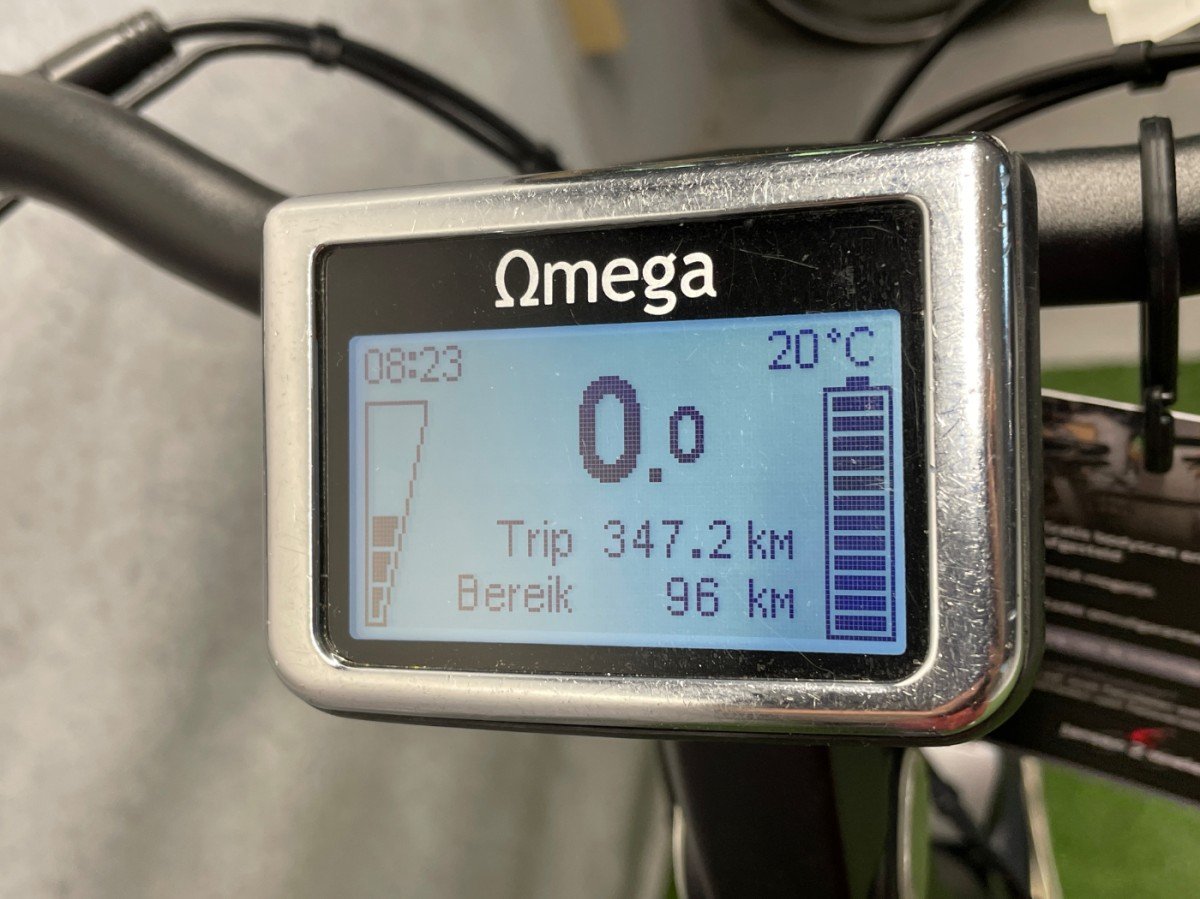 Ωmega
08:23 20°C
0.0
Trip 347.2 km
Bereik 96 km